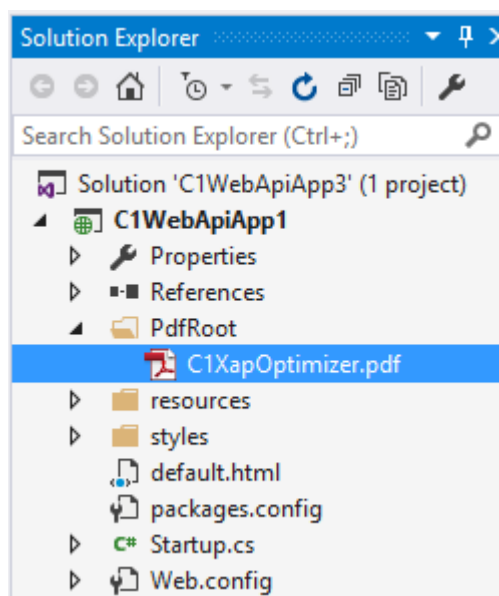 Solution Explorer
Search Solution Explorer (Ctrl+;)
Solution 'C1WebApiApp3' (1 project)
C1WebApiApp1
Properties
References
PdfRoot
C1XapOptimizer.pdf
resources
styles
default.html
packages.config
C# Startup.cs
Web.config